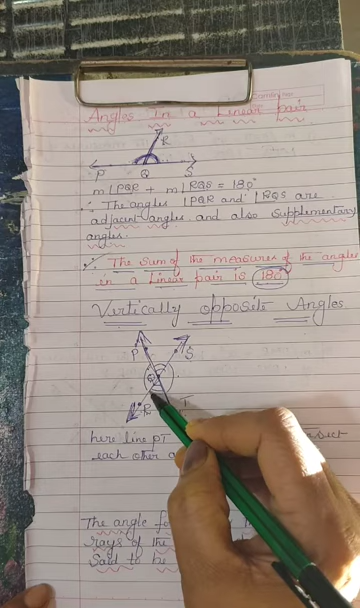 Angles In a Linear pair
R
P Q S
m∠PQR + m∠RQS = 180°
∴ The angles ∠PQR and ∠RQS are
adjacent angles and also supplementary
angles.
∴ The sum of the measures of the angles
in a Linear pair is 180°
Vertically opposite Angles
P S
R T
here line PT
each other
The angle
rays of the
Said to be